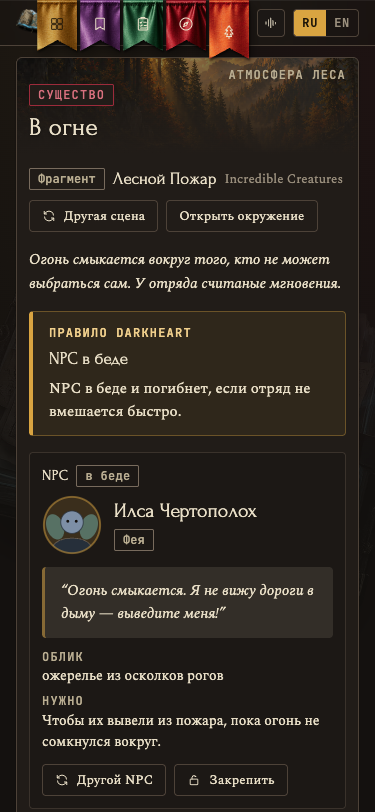 RU EN
АТМОСФЕРА ЛЕСА
СУЩЕСТВО
В огне
Фрагмент Лесной Пожар Incredible Creatures
Другая сцена Открыть окружение
Огонь смыкается вокруг того, кто не может
выбраться сам. У отряда считаные мгновения.
ПРАВИЛО DARKHEART
NPC в беде
NPC в беде и погибнет, если отряд не
вмешается быстро.
NPC в беде
Илса Чертополох
Фея
“Огонь смыкается. Я не вижу дороги в
дыму — выведите меня!”
ОБЛИК
ожерелье из осколков рогов
НУЖНО
Чтобы их вывели из пожара, пока огонь не
сомкнулся вокруг.
Другой NPC Закрепить